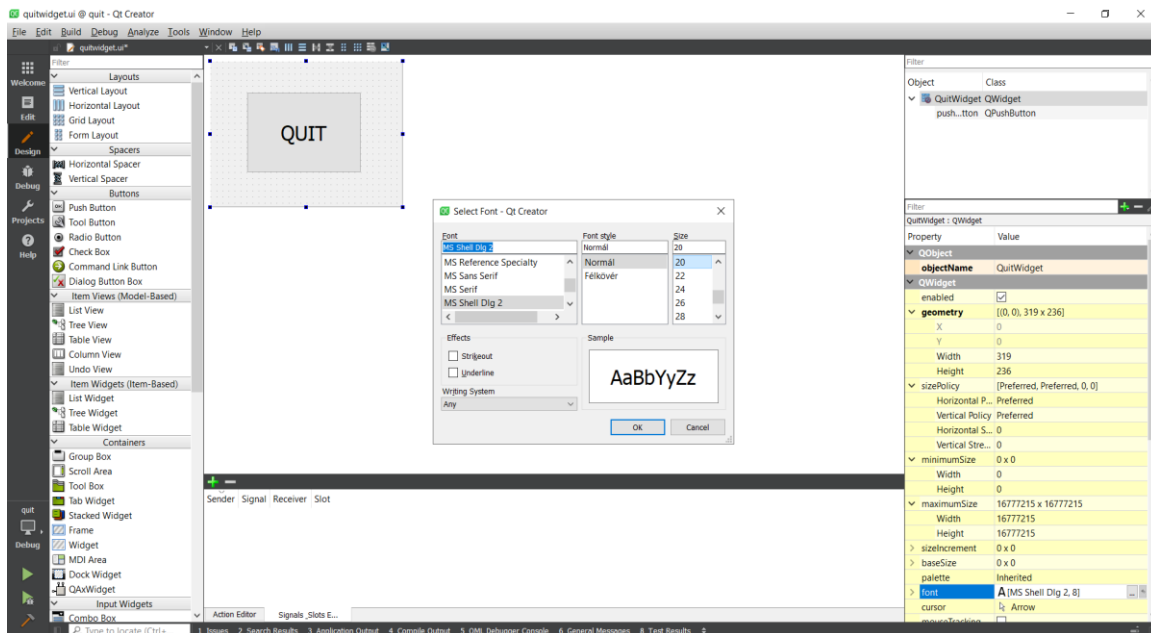 quitwidget.ui @ quit - Qt Creator
File Edit Build Debug Analyze Tools Window Help
quitwidget.ui*
Welcome
Edit
Design
Debug
Projects
Help
quit
Debug
Filter
Layouts
Vertical Layout
Horizontal Layout
Grid Layout
Form Layout
Spacers
Horizontal Spacer
Vertical Spacer
Buttons
Push Button
Tool Button
Radio Button
Check Box
Command Link Button
Dialog Button Box
Item Views (Model-Based)
List View
Tree View
Table View
Column View
Undo View
Item Widgets (Item-Based)
List Widget
Tree Widget
Table Widget
Containers
Group Box
Scroll Area
Tool Box
Tab Widget
Stacked Widget
Frame
Widget
MDI Area
Dock Widget
QAxWidget
Input Widgets
Combo Box
QUIT
Select Font - Qt Creator
Font Font style Size
MS Shell Dlg 2 Normál 20
MS Reference Specialty Normál 20
MS Sans Serif Félkövér 22
MS Serif 24
MS Shell Dlg 2 26
28
Effects Sample
Strikeout
Underline
AaBbYyZz
Writing System
Any
OK Cancel
Sender Signal Receiver Slot
Action Editor Signals_Slots E...
Filter
Object Class
QuitWidget QWidget
push...tton QPushButton
Filter
QuitWidget : QWidget
Property Value
QObject
objectName QuitWidget
QWidget
enabled
geometry [(0, 0), 319 x 236]
X 0
Y 0
Width 319
Height 236
sizePolicy [Preferred, Preferred, 0, 0]
Horizontal P... Preferred
Vertical Policy Preferred
Horizontal S... 0
Vertical Stre... 0
minimumSize 0 x 0
Width 0
Height 0
maximumSize 16777215 x 16777215
Width 16777215
Height 16777215
sizeIncrement 0 x 0
baseSize 0 x 0
palette Inherited
font A [MS Shell Dlg 2, 8] ...
cursor Arrow
mouseTracking
Type to locate (Ctrl+... 1 Issues 2 Search Results 3 Application Output 4 Compile Output 5 QML Debugger Console 6 General Messages 8 Test Results